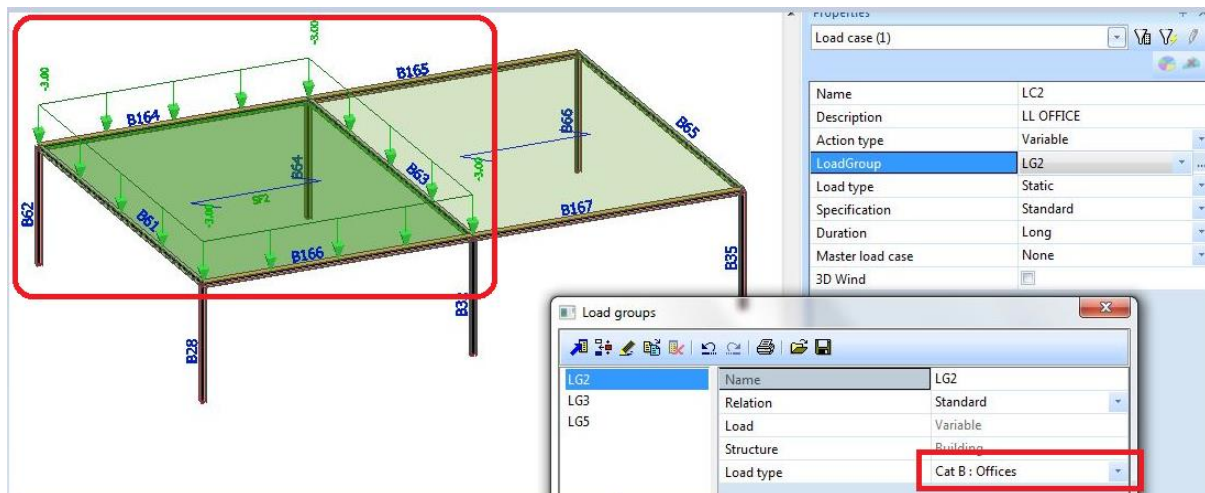 Properties
Load case (1)
Name LC2
Description LL OFFICE
Action type Variable
LoadGroup LG2 ...
Load type Static
Specification Standard
Duration Long
Master load case None
3D Wind
-3.00
-3.00
B165
B164
B66
B65
B64
B63
-3.00
B62
SF2
-3.00
B61
B167
B166
B35
B28
Load groups
LG2
LG3
LG5
Name LG2
Relation Standard
Load Variable
Structure Building
Load type Cat B : Offices